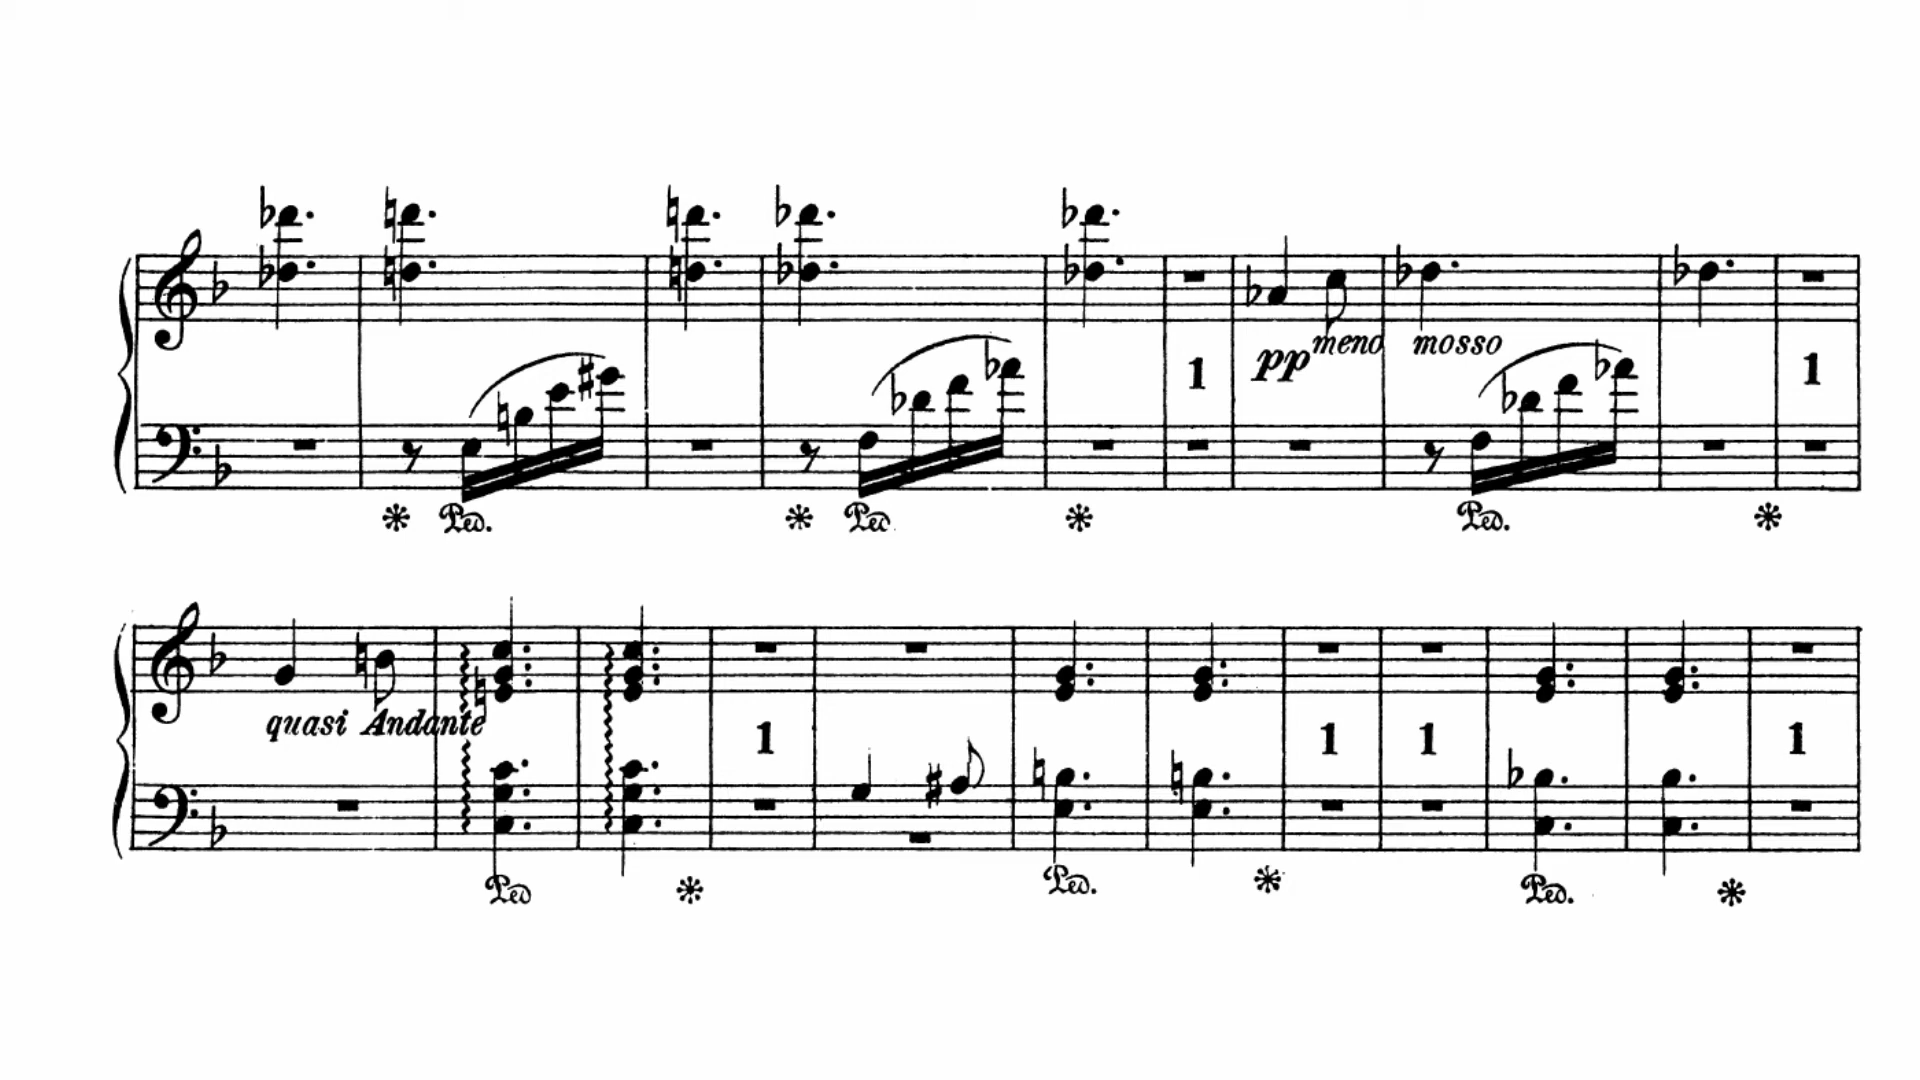 1 pp meno mosso 1
Ped. Ped Ped.
quasi Andante
1 1 1 1
Ped Ped. Ped.